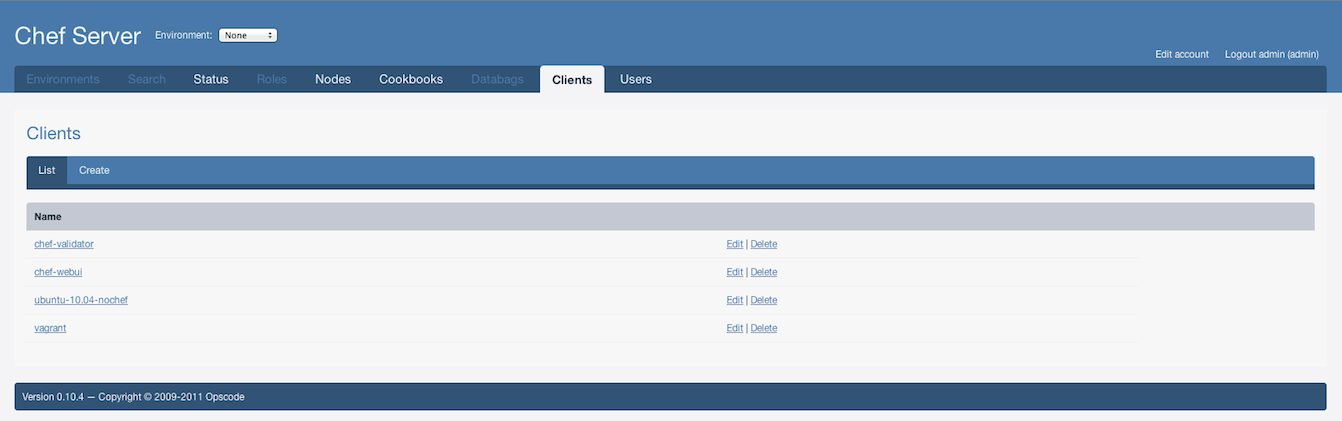 Chef Server Environment: None
Edit account Logout admin (admin)
Environments Search Status Roles Nodes Cookbooks Databags Clients Users
Clients
List Create
Name
chef-validator Edit | Delete
chef-webui Edit | Delete
ubuntu-10.04-nochef Edit | Delete
vagrant Edit | Delete
Version 0.10.4 — Copyright © 2009-2011 Opscode